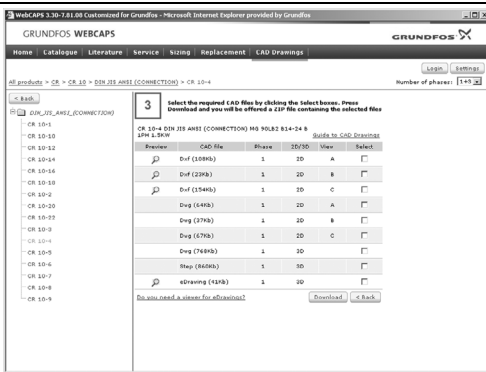 WebCAPS 3.30-7.81.08 Customized for Grundfos - Microsoft Internet Explorer provided by Grundfos
GRUNDFOS WEBCAPS
GRUNDFOS
Home | Catalogue | Literature | Service | Sizing | Replacement | CAD Drawings
Login Settings
All products > CR > CR 10 > DIN JIS ANSI (CONNECTION) > CR 10-4
Number of phases: 1+3
< Back
DIN_JIS_ANSI_(CONNECTION)
CR 10-1
CR 10-10
CR 10-12
CR 10-14
CR 10-16
CR 10-18
CR 10-2
CR 10-20
CR 10-22
CR 10-3
CR 10-4
CR 10-5
CR 10-6
CR 10-7
CR 10-8
CR 10-9
3
Select the required CAD files by clicking the Select boxes. Press
Download and you will be offered a ZIP file containing the selected files
CR 10-4 DIN JIS ANSI (CONNECTION) MG 90LB2 B14-24 B
1PH 1.5KW
Guide to CAD Drawings
Preview CAD file Phase 2D/3D View Select
Dxf (108Kb) 1 2D A
Dxf (23Kb) 1 2D B
Dxf (154Kb) 1 2D C
Dwg (64Kb) 1 2D A
Dwg (37Kb) 1 2D B
Dwg (67Kb) 1 2D C
Dwg (768Kb) 1 3D
Step (860Kb) 1 3D
eDrawing (41Kb) 1 3D
Do you need a viewer for eDrawings?
Download < Back